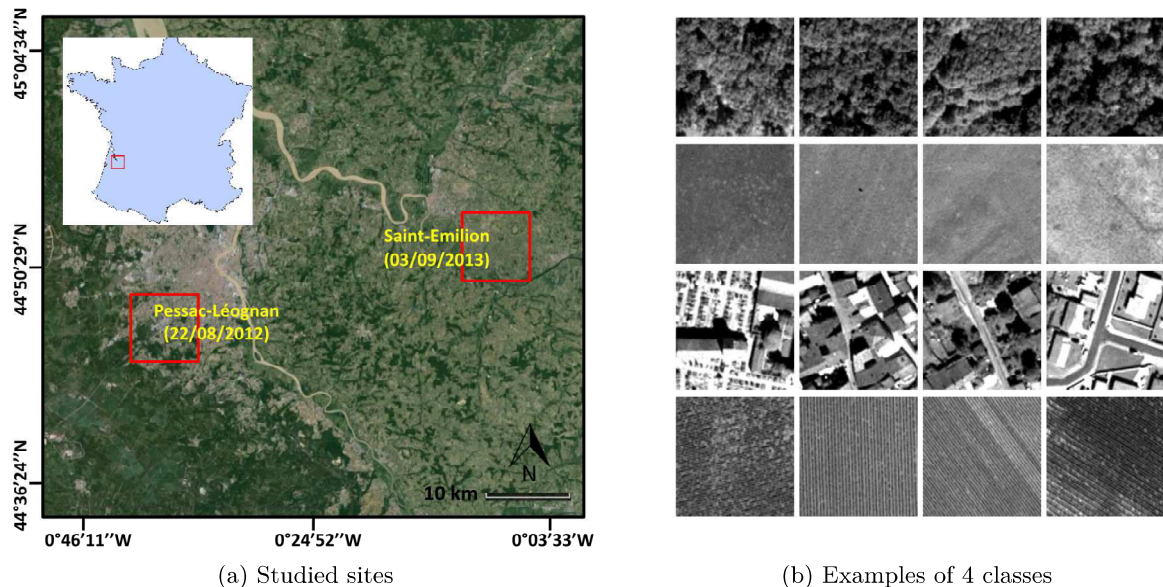 45°04’34’’N
44°50’29’’N
44°36’24’’N
Saint-Emilion
(03/09/2013)
Pessac-Léognan
(22/08/2012)
N
10 km
0°46’11’’W
0°24’52’’W
0°03’33’’W
(a) Studied sites
(b) Examples of 4 classes